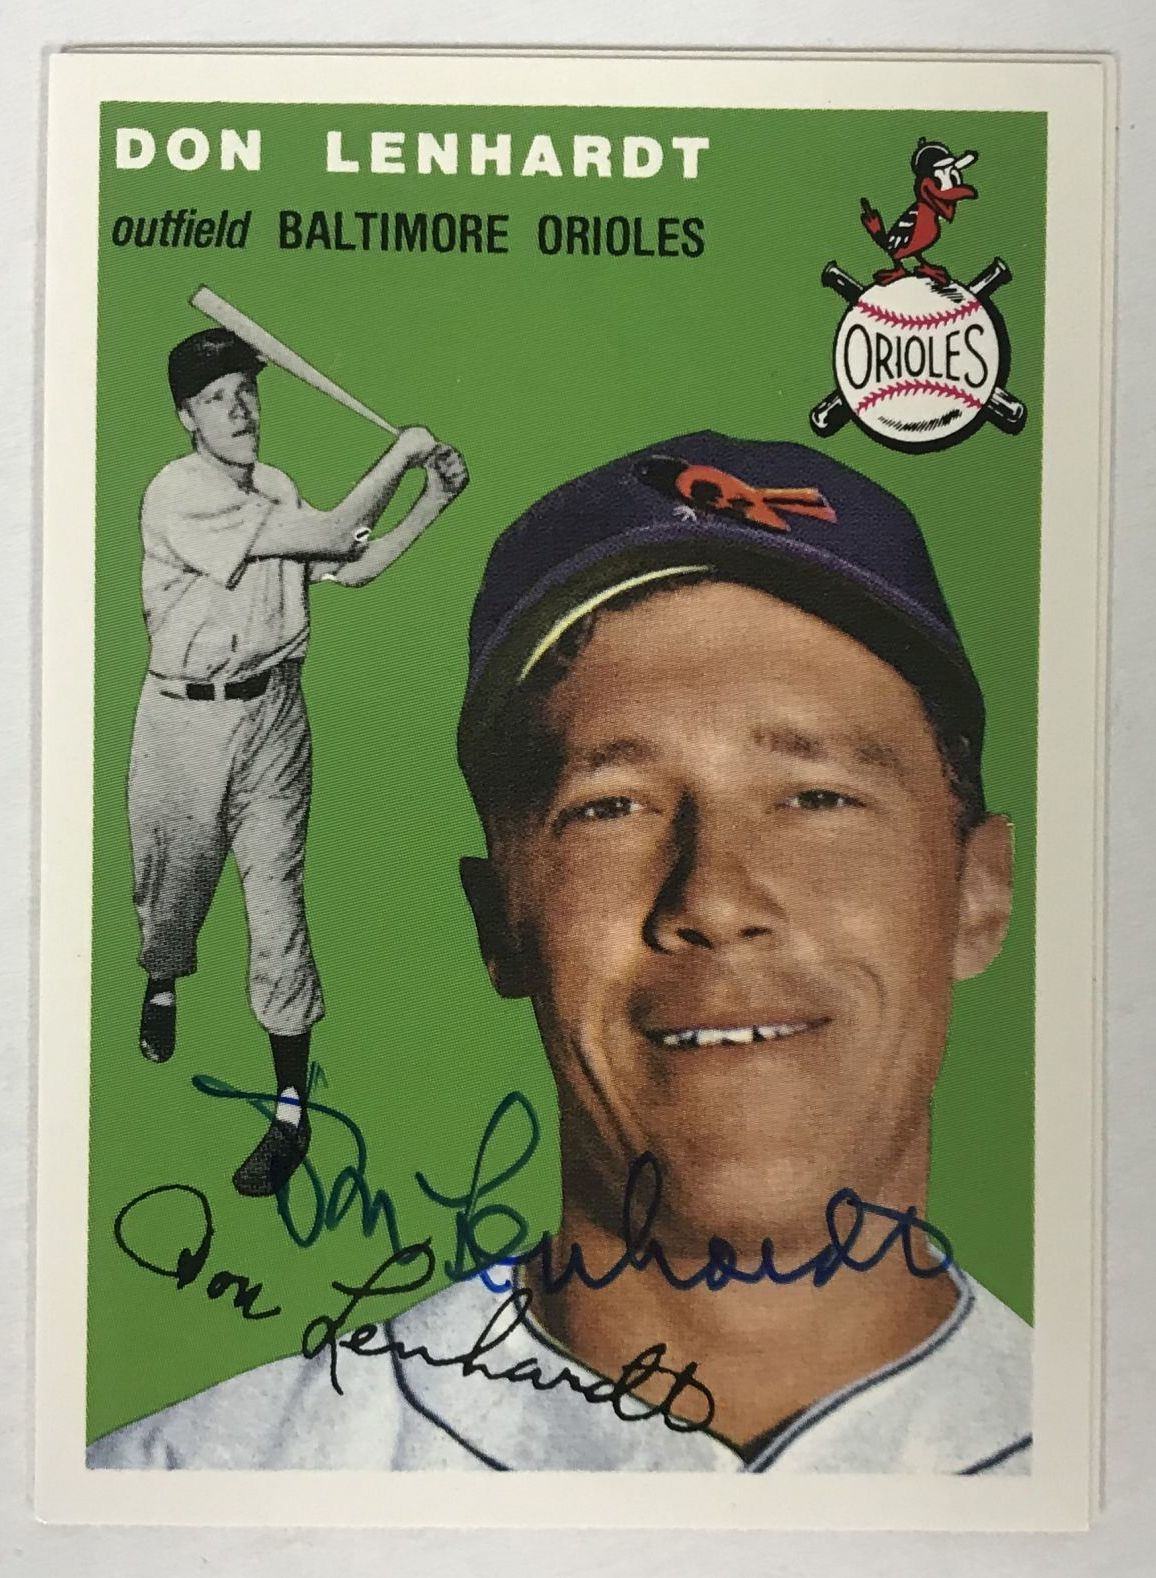 DON LENHARDT
outfield BALTIMORE ORIOLES
ORIOLES
Don Lenhardt
Don Lenhardt